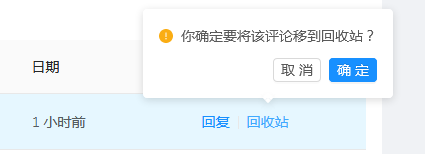 你确定要将该评论移到回收站？
取 消 确 定
日期
1 小时前 回复 回收站